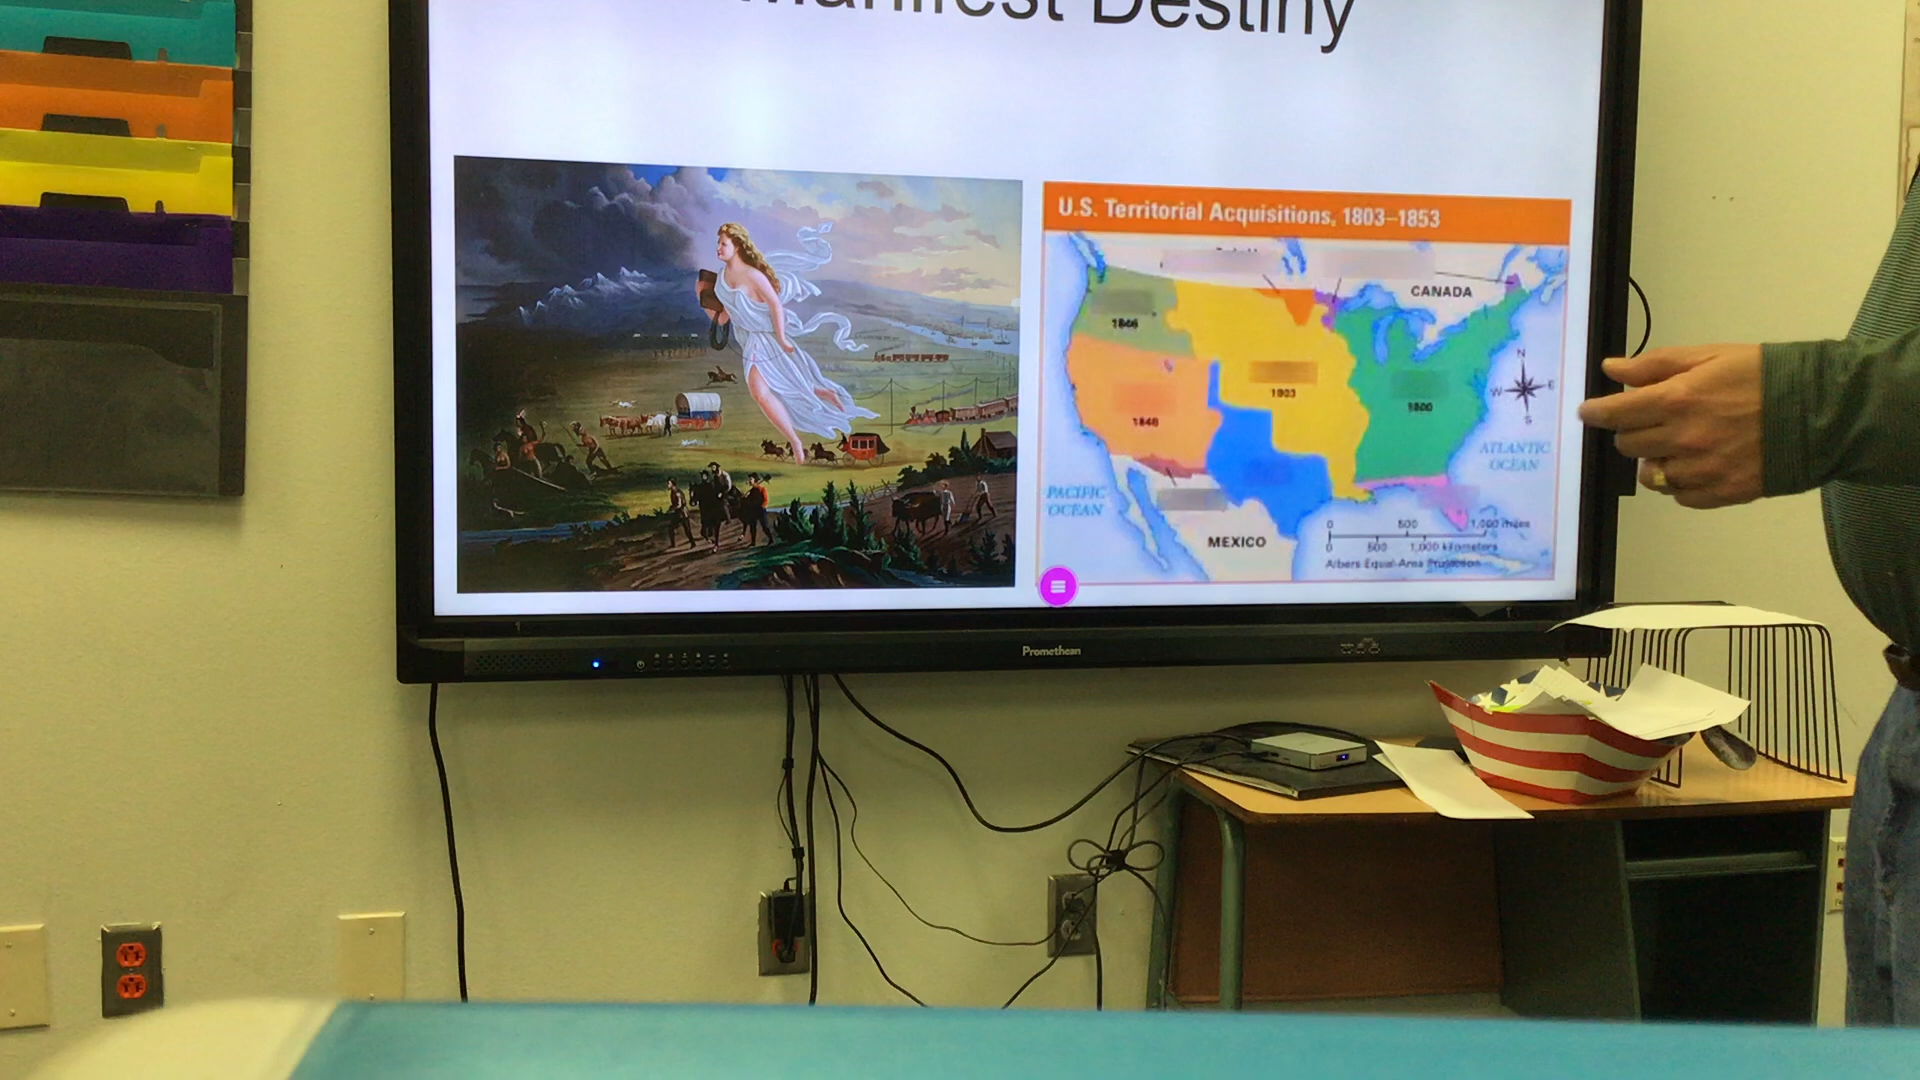 Manifest Destiny
U.S. Territorial Acquisitions, 1803–1853
CANADA
1846
1803
1800
1848
N
W E
S
ATLANTIC
OCEAN
PACIFIC
OCEAN
MEXICO
0 500 1,000 miles
0 500 1,000 kilometers
Albers Equal-Area Projection
Promethean